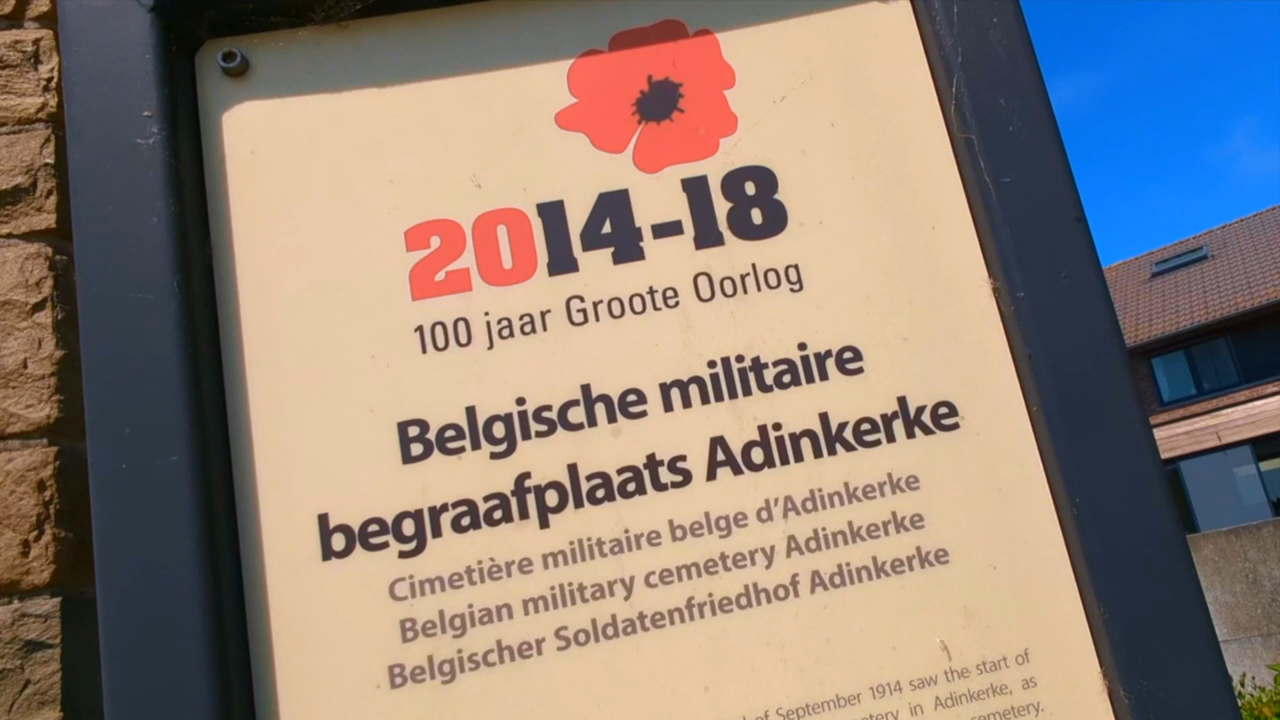 2014-18
100 jaar Groote Oorlog
Belgische militaire
begraafplaats Adinkerke
Cimetière militaire belge d'Adinkerke
Belgian military cemetery Adinkerke
Belgischer Soldatenfriedhof Adinkerke
of September 1914 saw the start of
in Adinkerke, as
cemetery.